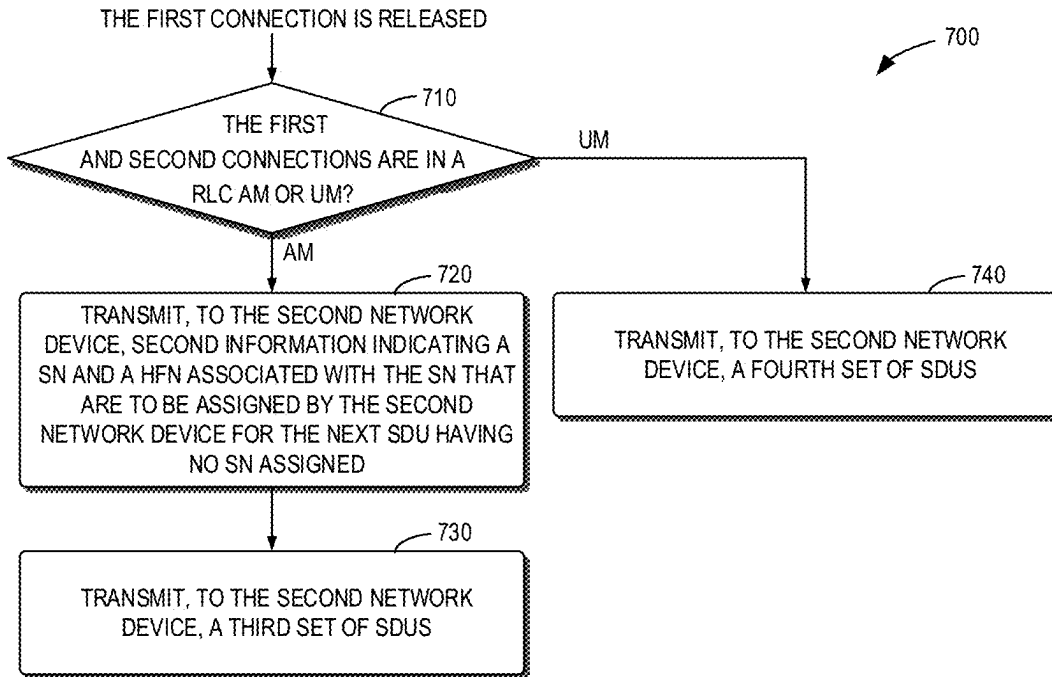 THE FIRST CONNECTION IS RELEASED
700
710
THE FIRST
AND SECOND CONNECTIONS ARE IN A
RLC AM OR UM?
UM
AM
720
TRANSMIT, TO THE SECOND NETWORK
DEVICE, SECOND INFORMATION INDICATING A
SN AND A HFN ASSOCIATED WITH THE SN THAT
ARE TO BE ASSIGNED BY THE SECOND
NETWORK DEVICE FOR THE NEXT SDU HAVING
NO SN ASSIGNED
740
TRANSMIT, TO THE SECOND NETWORK
DEVICE, A FOURTH SET OF SDUS
730
TRANSMIT, TO THE SECOND NETWORK
DEVICE, A THIRD SET OF SDUS